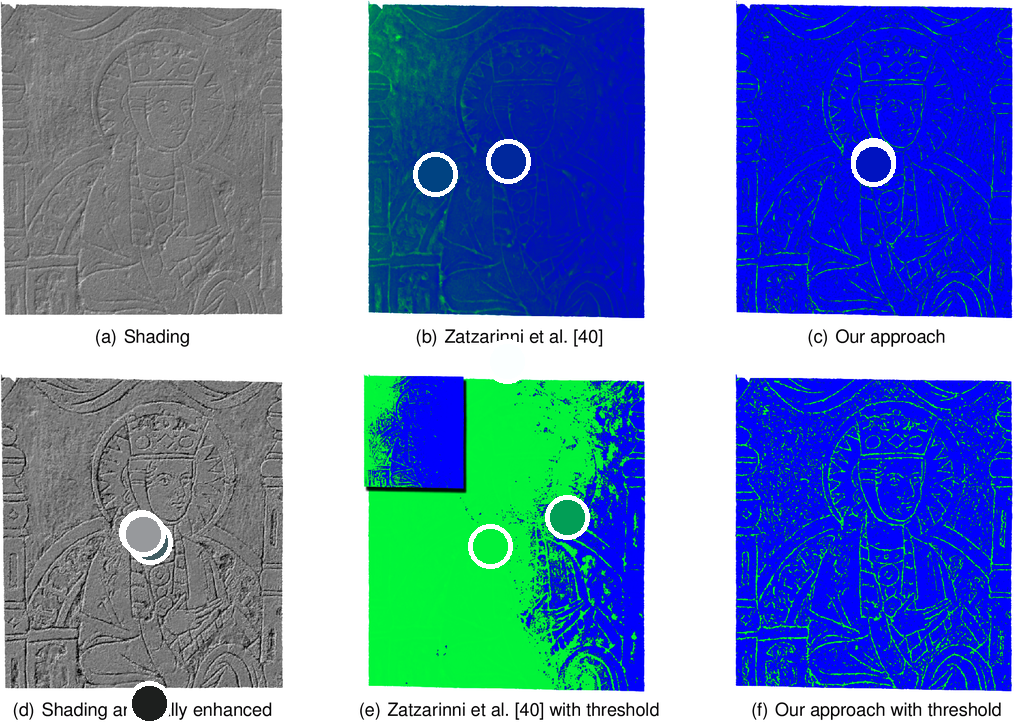 (a) Shading
(b) Zatzarinni et al. [40]
(c) Our approach
(d) Shading lly enhanced
(e) Zatzarinni et al. [40] with threshold
(f) Our approach with threshold